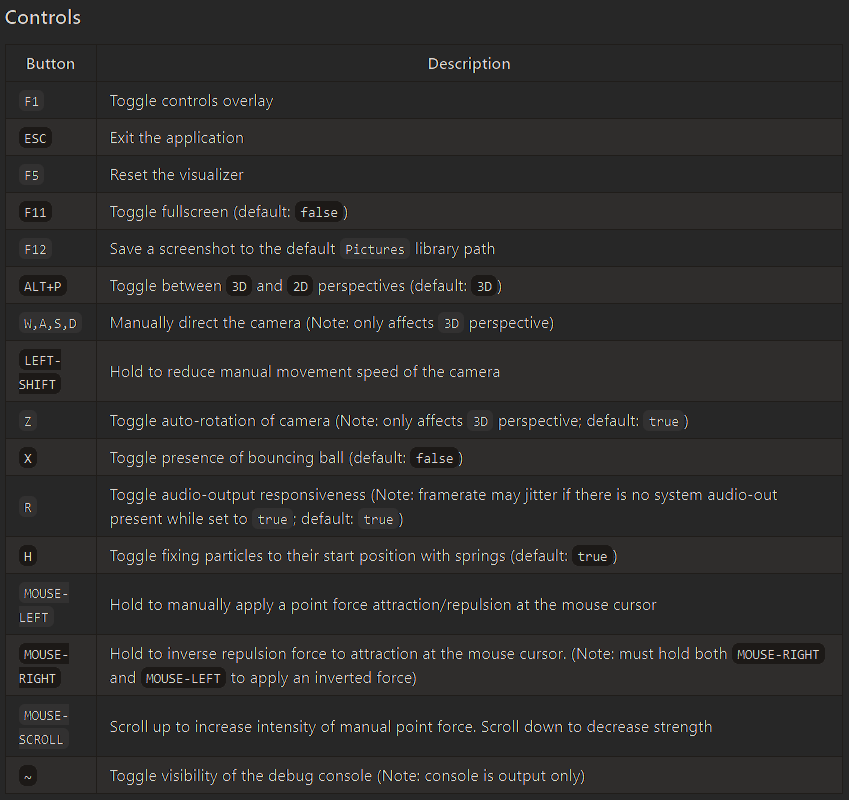 Controls
Button Description
F1 Toggle controls overlay
ESC Exit the application
F5 Reset the visualizer
F11 Toggle fullscreen (default: false)
F12 Save a screenshot to the default Pictures library path
ALT+P Toggle between 3D and 2D perspectives (default: 3D)
W,A,S,D Manually direct the camera (Note: only affects 3D perspective)
LEFT-
SHIFT
Hold to reduce manual movement speed of the camera
Z Toggle auto-rotation of camera (Note: only affects 3D perspective; default: true)
X Toggle presence of bouncing ball (default: false)
R
Toggle audio-output responsiveness (Note: framerate may jitter if there is no system audio-out
present while set to true; default: true)
H Toggle fixing particles to their start position with springs (default: true)
MOUSE-
LEFT
Hold to manually apply a point force attraction/repulsion at the mouse cursor
MOUSE-
RIGHT
Hold to inverse repulsion force to attraction at the mouse cursor. (Note: must hold both MOUSE-RIGHT
and MOUSE-LEFT to apply an inverted force)
MOUSE-
SCROLL
Scroll up to increase intensity of manual point force. Scroll down to decrease strength
~ Toggle visibility of the debug console (Note: console is output only)